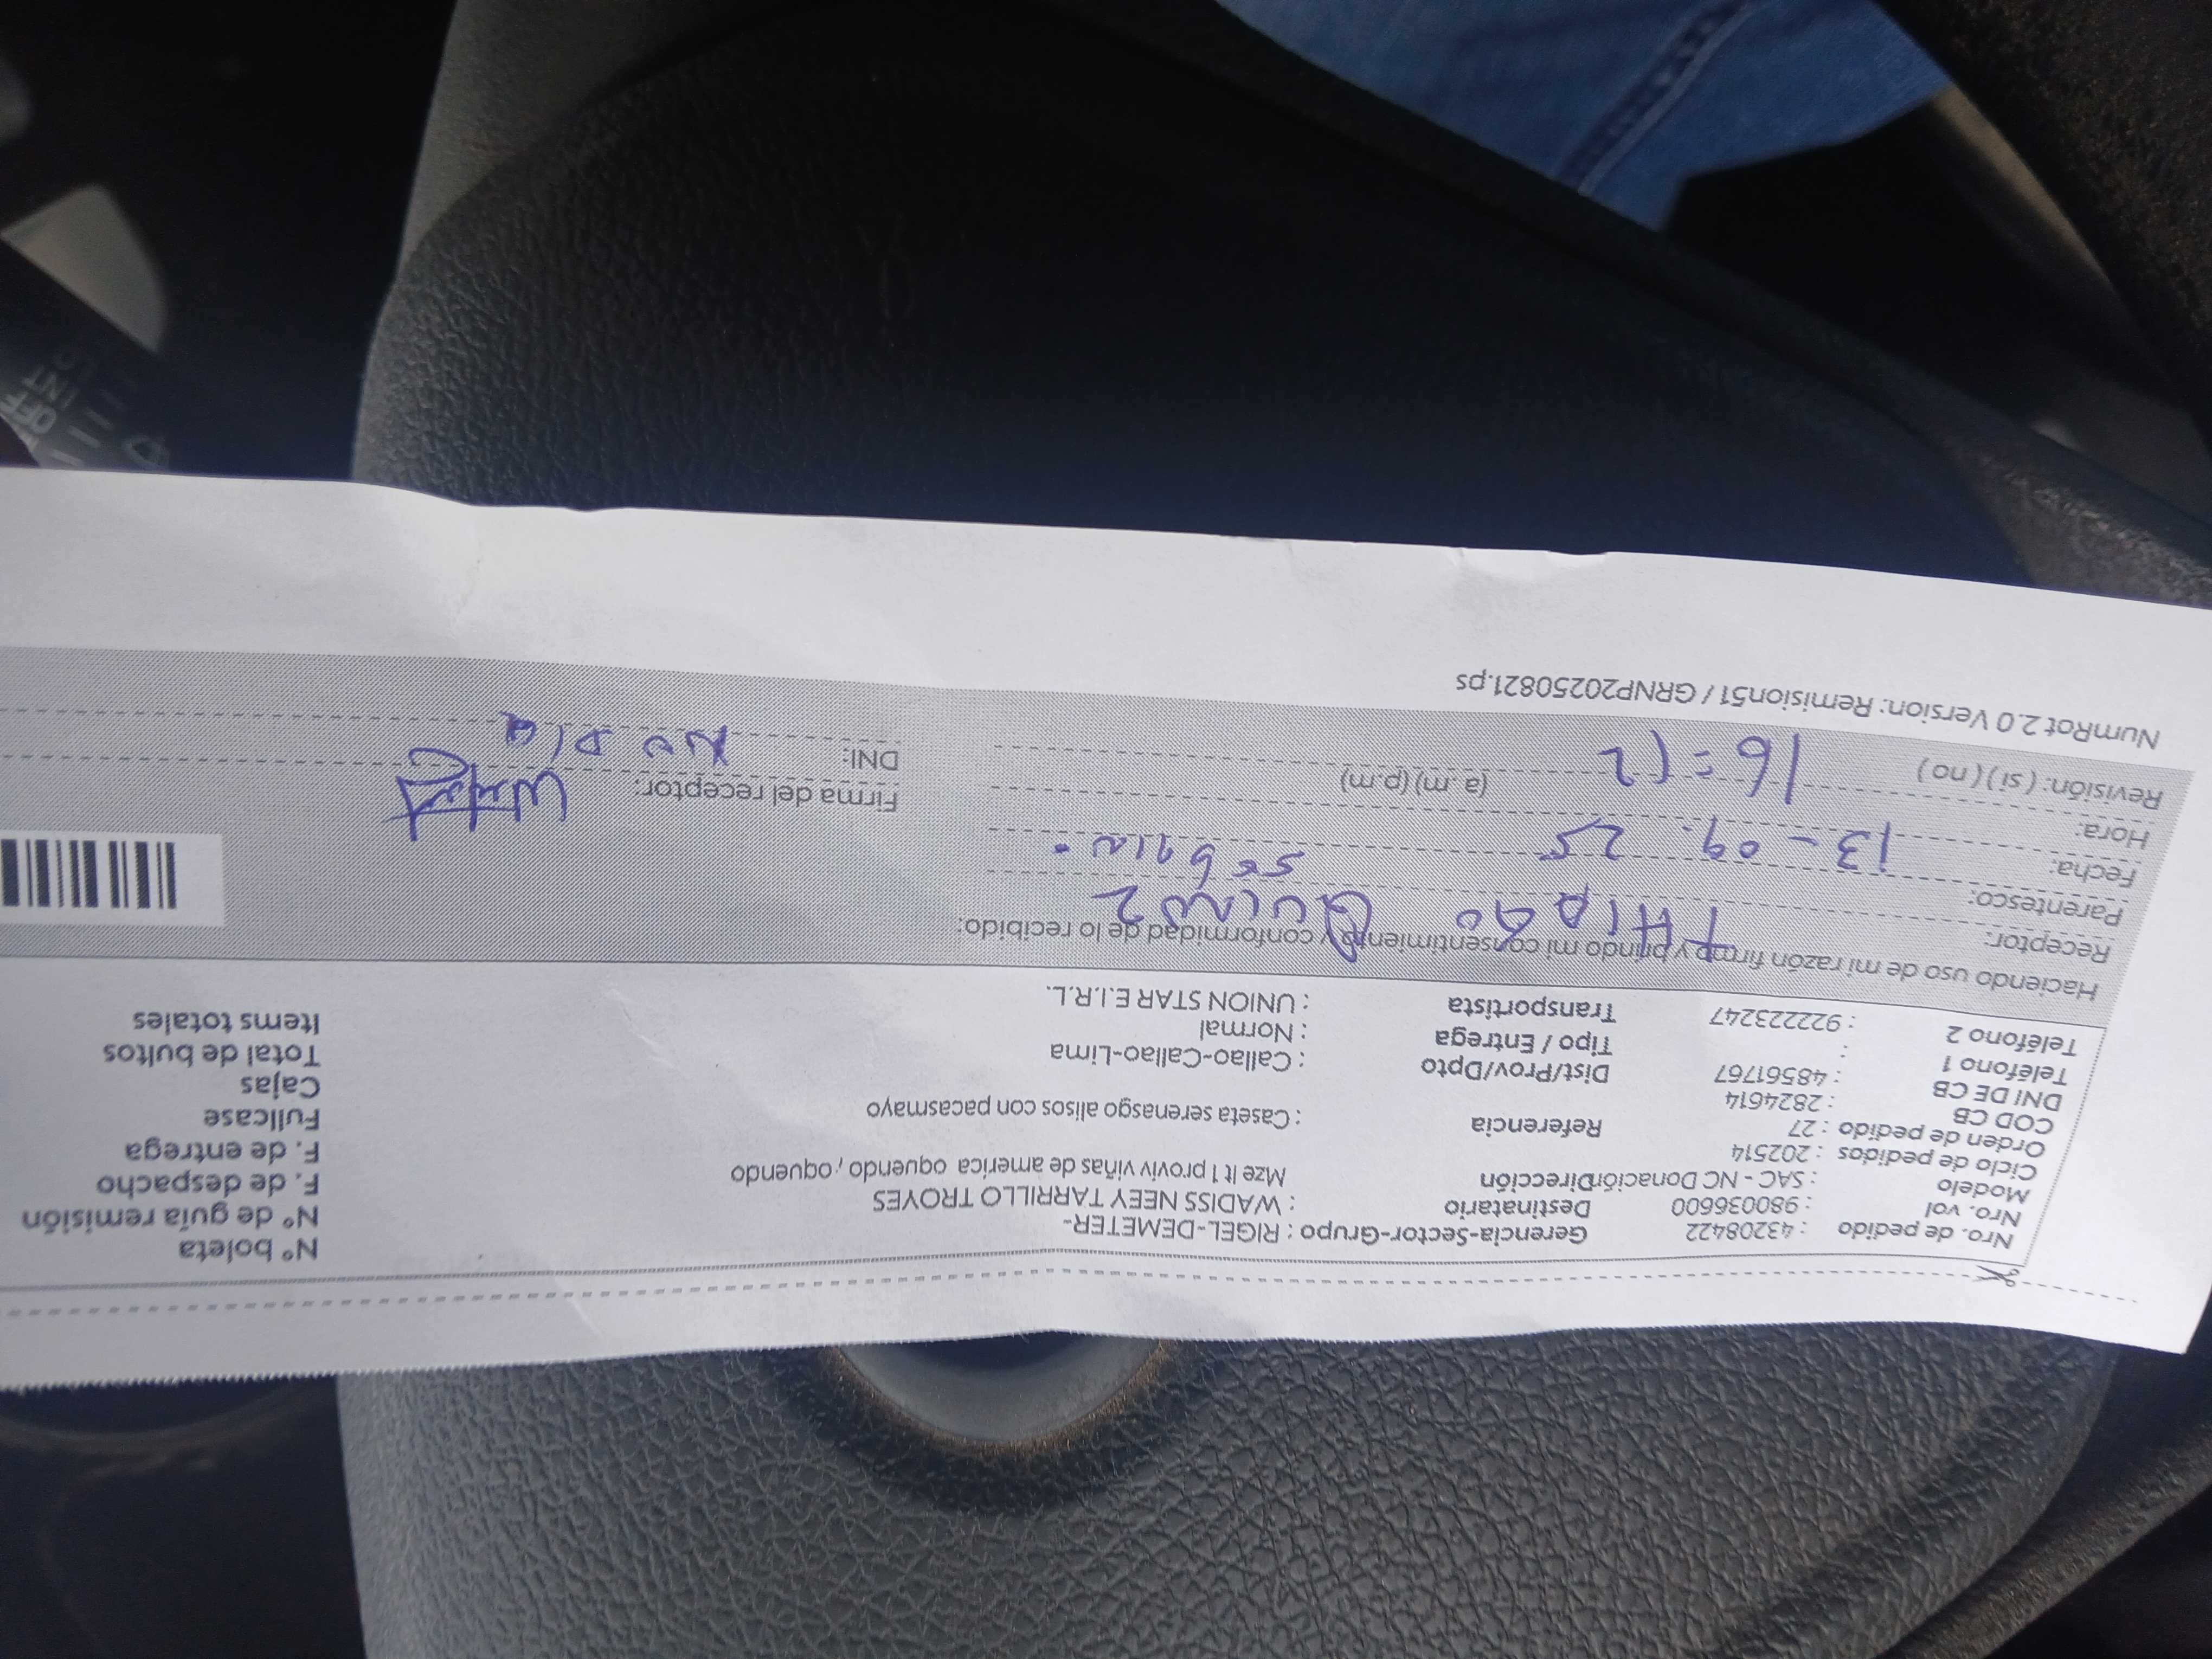 Nro. de pedido : 43208422 Gerencia-Sector-Grupo : RIGEL-DEMETER- N° boleta
Nro. vol : 980036600 Destinatario : WADISS NEEY TARRILLO TROYES N° de guía remisión
Modelo : SAC - NC Donación Dirección Mze lt 1 proviv viñas de america oquendo , oquendo F. de despacho
Ciclo de pedidos : 202514 F. de entrega
Orden de pedido : 27 Referencia : Caseta serenasgo alisos con pacasmayo Fullcase
COD CB : 2824614 Cajas
DNI DE CB : 48561767 Dist/Prov/Dpto : Callao-Callao-Lima Total de bultos
Teléfono 1 : Tipo / Entrega : Normal Items totales
Teléfono 2 : 922223247 Transportista : UNION STAR E.I.R.L.
Haciendo uso de mi razón firmo y brindo mi consentimiento y conformidad de lo recibido:
Receptor: THIAGO
Parentesco: sobrino.
Fecha: 13 - 09. 25 Firma del receptor:
Hora: 16 = 12 (a.m) (p.m) DNI:
Revisión: ( si ) ( no )
NumRot 2.0 Version: Remision51 / GRNP20250821.ps
OFF
INT